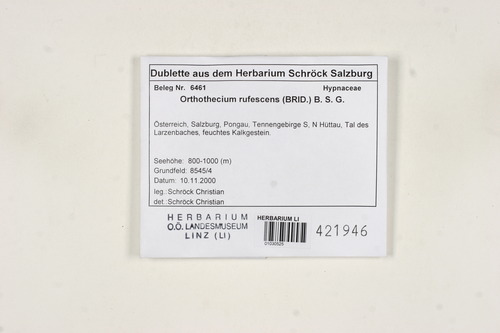 Dublette aus dem Herbarium Schröck Salzburg
Beleg Nr. 6461 Hypnaceae
Orthothecium rufescens (BRID.) B. S. G.
Österreich, Salzburg, Pongau, Tennengebirge S, N Hüttau, Tal des
Larzenbaches, feuchtes Kalkgestein.
Seehöhe: 800-1000 (m)
Grundfeld: 8545/4
Datum: 10.11.2000
leg.: Schröck Christian
det.: Schröck Christian
HERBARIUM
O.Ö. LANDESMUSEUM
LINZ (LI)
HERBARIUM LI
01030525
421946